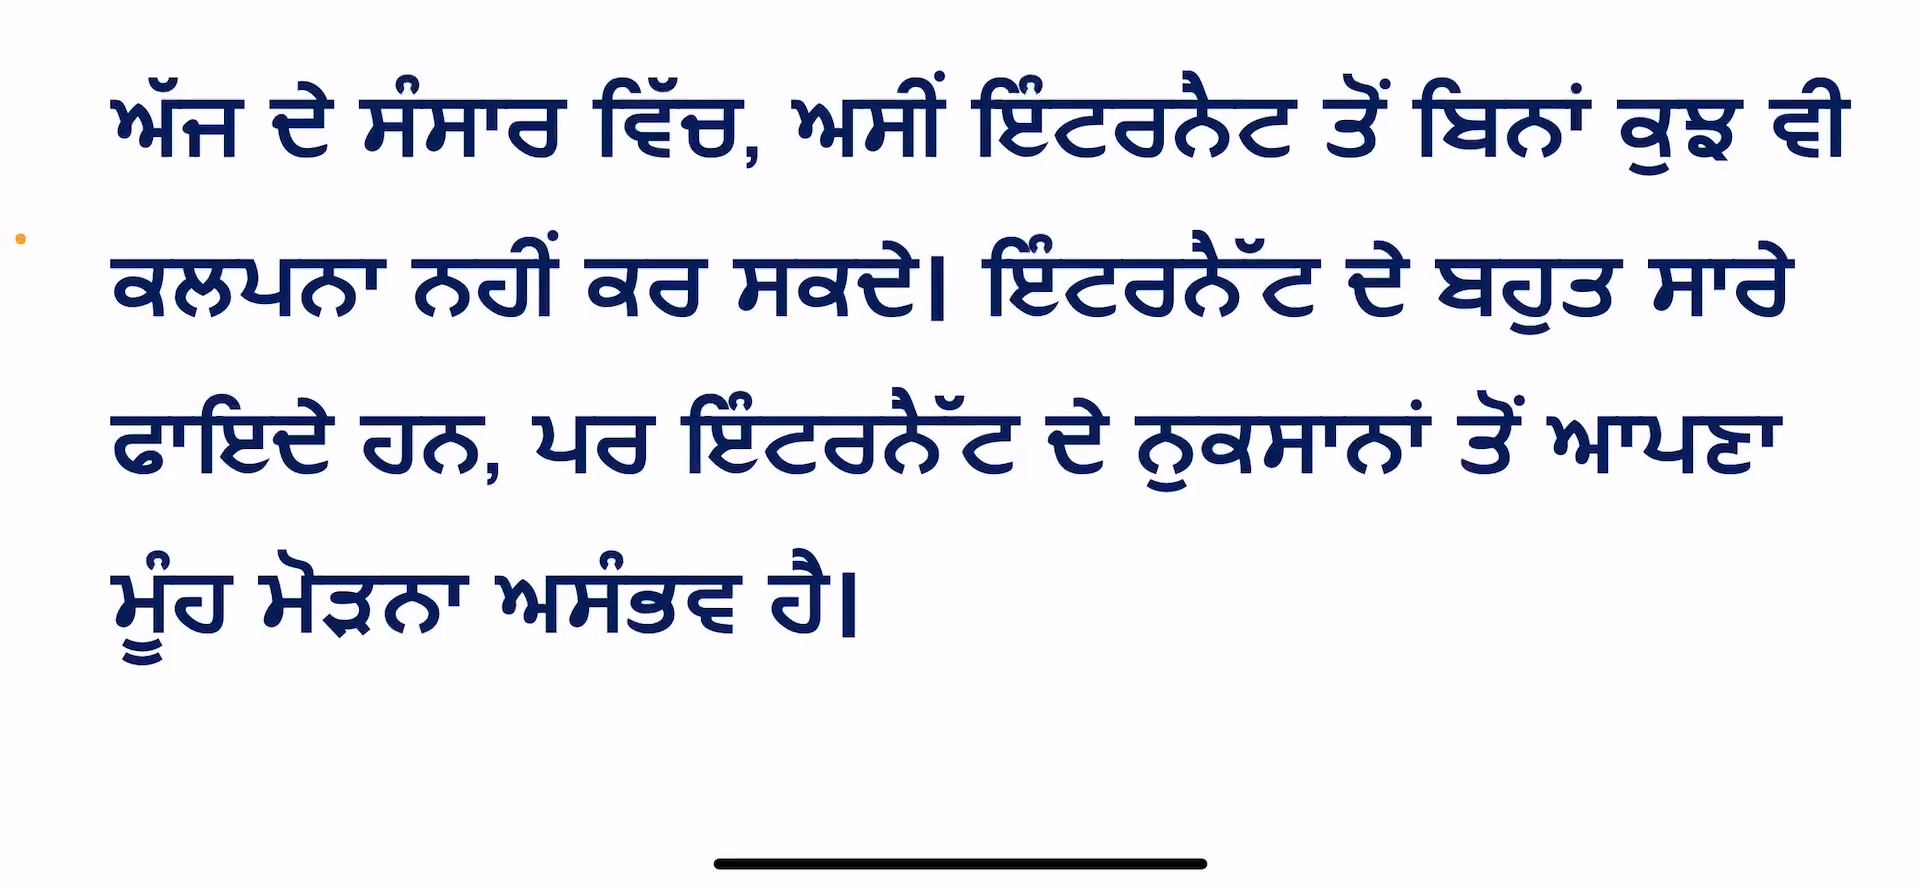 ਅੱਜ ਦੇ ਸੰਸਾਰ ਵਿੱਚ, ਅਸੀਂ ਇੰਟਰਨੈਟ ਤੋਂ ਬਿਨਾਂ ਕੁਝ ਵੀ
ਕਲਪਨਾ ਨਹੀਂ ਕਰ ਸਕਦੇ। ਇੰਟਰਨੈੱਟ ਦੇ ਬਹੁਤ ਸਾਰੇ
ਫਾਇਦੇ ਹਨ, ਪਰ ਇੰਟਰਨੈੱਟ ਦੇ ਨੁਕਸਾਨਾਂ ਤੋਂ ਆਪਣਾ
ਮੂੰਹ ਮੋੜਨਾ ਅਸੰਭਵ ਹੈ।